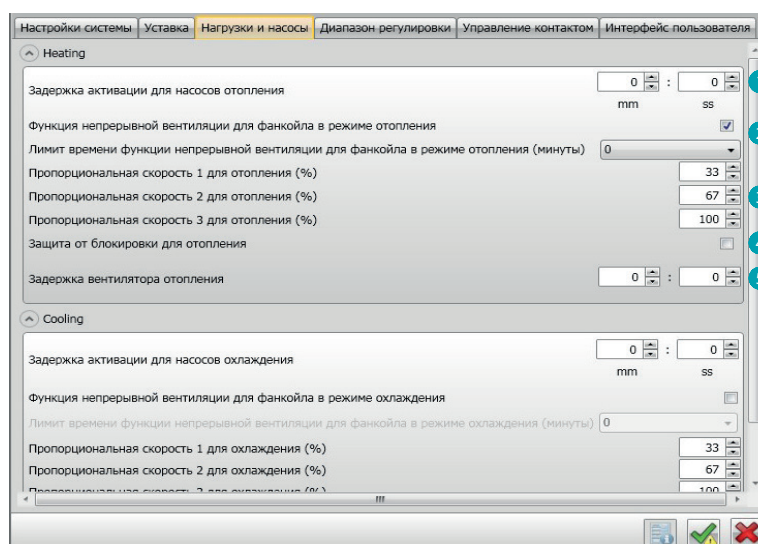 Настройки системы Уставка Нагрузки и насосы Диапазон регулировки Управление контактом Интерфейс пользователя
Heating
Задержка активации для насосов отопления 0 : 0
mm ss
Функция непрерывной вентиляции для фанкойла в режиме отопления
Лимит времени функции непрерывной вентиляции для фанкойла в режиме отопления (минуты) 0
Пропорциональная скорость 1 для отопления (%) 33
Пропорциональная скорость 2 для отопления (%) 67
Пропорциональная скорость 3 для отопления (%) 100
Защита от блокировки для отопления
Задержка вентилятора отопления 0 : 0
Cooling
Задержка активации для насосов охлаждения 0 : 0
mm ss
Функция непрерывной вентиляции для фанкойла в режиме охлаждения
Лимит времени функции непрерывной вентиляции для фанкойла в режиме охлаждения (минуты) 0
Пропорциональная скорость 1 для охлаждения (%) 33
Пропорциональная скорость 2 для охлаждения (%) 67
Пропорциональная скорость 3 для охлаждения (%) 100